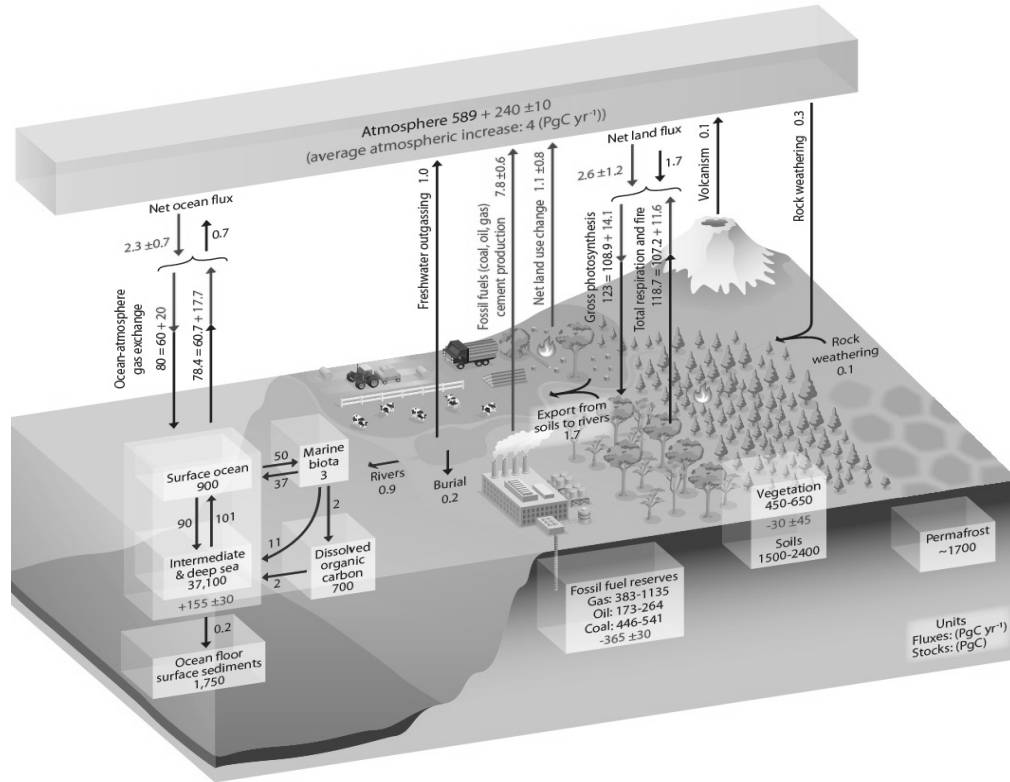 Atmosphere 589 + 240 ±10
(average atmospheric increase: 4 (PgC yr⁻¹))
Net ocean flux
2.3 ±0.7
0.7
Ocean-atmosphere
gas exchange
80 = 60 + 20
78.4 = 60.7 + 17.7
Freshwater outgassing 1.0
Fossil fuels (coal, oil, gas)
cement production 7.8 ±0.6
Net land use change 1.1 ±0.8
Net land flux
2.6 ±1.2
1.7
Gross photosynthesis
123 = 108.9 + 14.1
Total respiration and fire
118.7 = 107.2 + 11.6
Volcanism 0.1
Rock weathering 0.3
Rock
weathering
0.1
Export from
soils to rivers
1.7
Surface ocean
900
50
37
Marine
biota
3
Rivers
0.9
Burial
0.2
90
101
11
2
Intermediate
& deep sea
37,100
+155 ±30
2
Dissolved
organic
carbon
700
0.2
Ocean floor
surface sediments
1,750
Fossil fuel reserves
Gas: 383-1135
Oil: 173-264
Coal: 446-541
-365 ±30
Vegetation
450-650
-30 ±45
Soils
1500-2400
Permafrost
~1700
Units
Fluxes: (PgC yr⁻¹)
Stocks: (PgC)